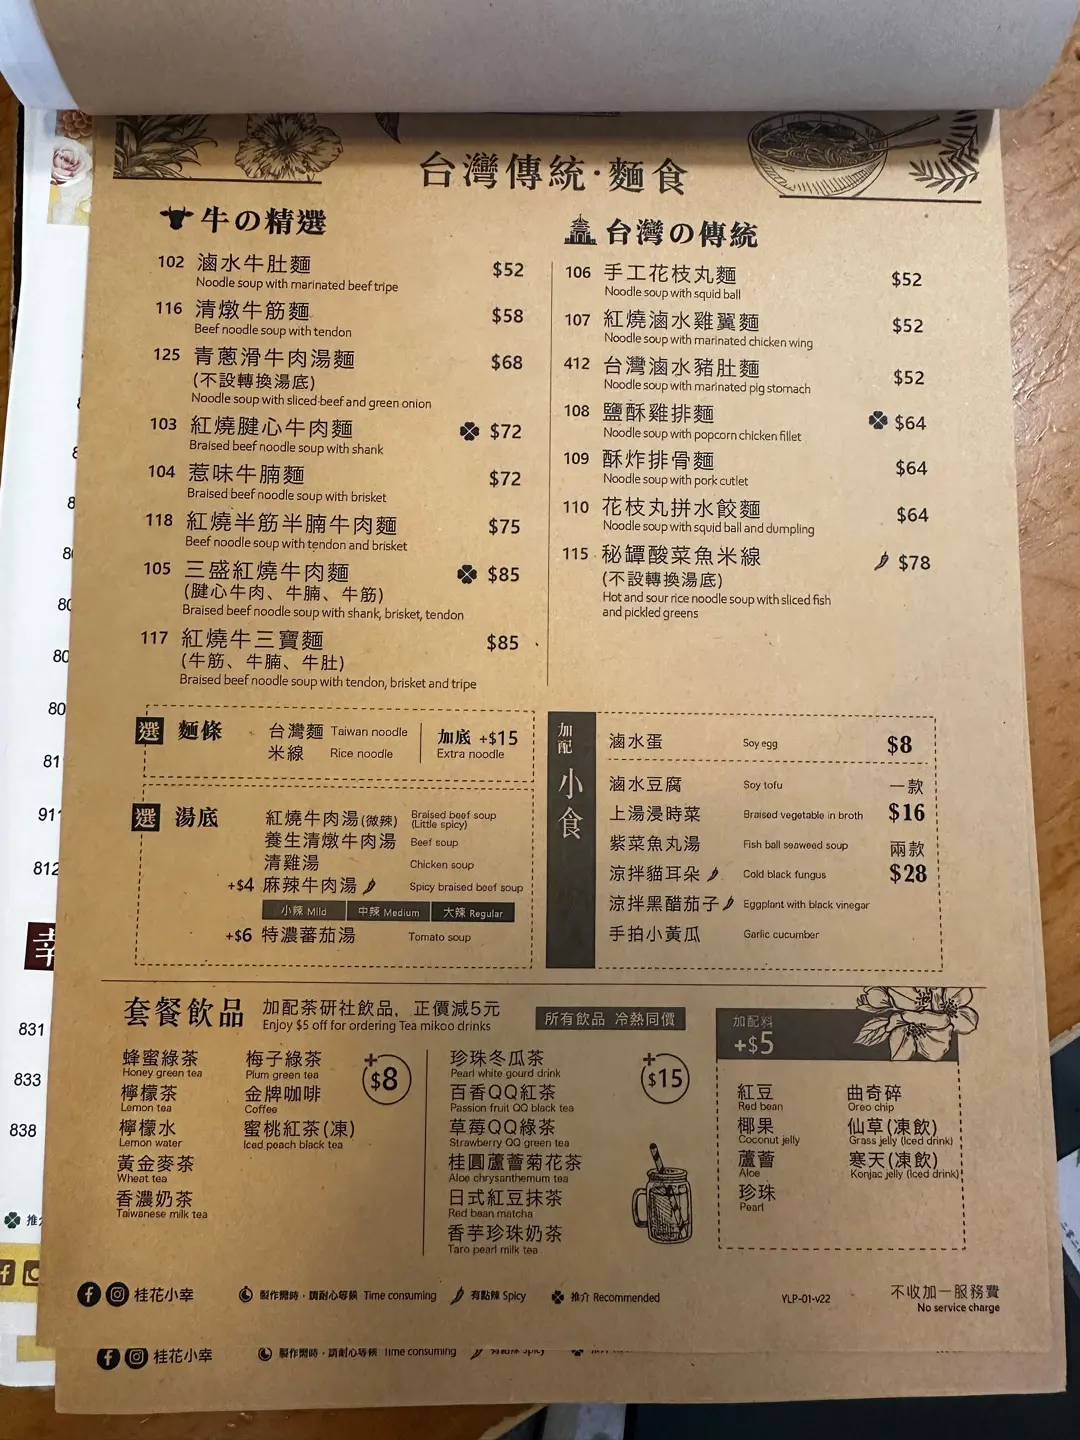 台灣傳統·麵食
牛の精選
102 滷水牛肚麵 $52
Noodle soup with marinated beef tripe
116 清燉牛筋麵 $58
Beef noodle soup with tendon
125 青蔥滑牛肉湯麵 $68
(不設轉換湯底)
Noodle soup with sliced beef and green onion
103 紅燒腱心牛肉麵 $72
Braised beef noodle soup with shank
104 惹味牛腩麵 $72
Braised beef noodle soup with brisket
118 紅燒半筋半腩牛肉麵 $75
Beef noodle soup with tendon and brisket
105 三盛紅燒牛肉麵 $85
(腱心牛肉、牛腩、牛筋)
Braised beef noodle soup with shank, brisket, tendon
117 紅燒牛三寶麵 $85
(牛筋、牛腩、牛肚)
Braised beef noodle soup with tendon, brisket and tripe
台灣の傳統
106 手工花枝丸麵 $52
Noodle soup with squid ball
107 紅燒滷水雞翼麵 $52
Noodle soup with marinated chicken wing
412 台灣滷水豬肚麵 $52
Noodle soup with marinated pig stomach
108 鹽酥雞排麵 $64
Noodle soup with popcorn chicken fillet
109 酥炸排骨麵 $64
Noodle soup with pork cutlet
110 花枝丸拼水餃麵 $64
Noodle soup with squid ball and dumpling
115 秘罈酸菜魚米線 $78
(不設轉換湯底)
Hot and sour rice noodle soup with sliced fish
and pickled greens
選 麵條
台灣麵 Taiwan noodle
米線 Rice noodle
加底 +$15
Extra noodle
選 湯底
紅燒牛肉湯(微辣) Braised beef soup
(Little spicy)
養生清燉牛肉湯 Beef soup
清雞湯 Chicken soup
+$4 麻辣牛肉湯 Spicy braised beef soup
小辣 Mild 中辣 Medium 大辣 Regular
+$6 特濃蕃茄湯 Tomato soup
加配
小食
滷水蛋 Soy egg $8
滷水豆腐 Soy tofu 一款
上湯浸時菜 Braised vegetable in broth $16
紫菜魚丸湯 Fish ball seaweed soup 兩款
涼拌貓耳朵 Cold black fungus $28
涼拌黑醋茄子 Eggplant with black vinegar
手拍小黃瓜 Garlic cucumber
套餐飲品
加配茶研社飲品，正價減5元
Enjoy $5 off for ordering Tea mikoo drinks
所有飲品 冷熱同價
蜂蜜綠茶
Honey green tea
檸檬茶
Lemon tea
檸檬水
Lemon water
黃金麥茶
Wheat tea
香濃奶茶
Taiwanese milk tea
梅子綠茶
Plum green tea
金牌咖啡
Coffee
蜜桃紅茶(凍)
Iced peach black tea
+$8
珍珠冬瓜茶
Pearl white gourd drink
百香QQ紅茶
Passion fruit QQ black tea
草莓QQ綠茶
Strawberry QQ green tea
桂圓蘆薈菊花茶
Aloe chrysanthemum tea
日式紅豆抹茶
Red bean matcha
香芋珍珠奶茶
Taro pearl milk tea
+$15
加配料
+$5
紅豆
Red bean
椰果
Coconut jelly
蘆薈
Aloe
珍珠
Pearl
曲奇碎
Oreo chip
仙草(凍飲)
Grass jelly (Iced drink)
寒天(凍飲)
Konjac jelly (Iced drink)
桂花小幸
製作需時，請耐心等候 Time consuming
有點辣 Spicy
推介 Recommended
YLP-01-v22
不收加一服務費
No service charge
桂花小幸
製作需時，請耐心等候 Time consuming
81
911
812
幸
831
833
838
推